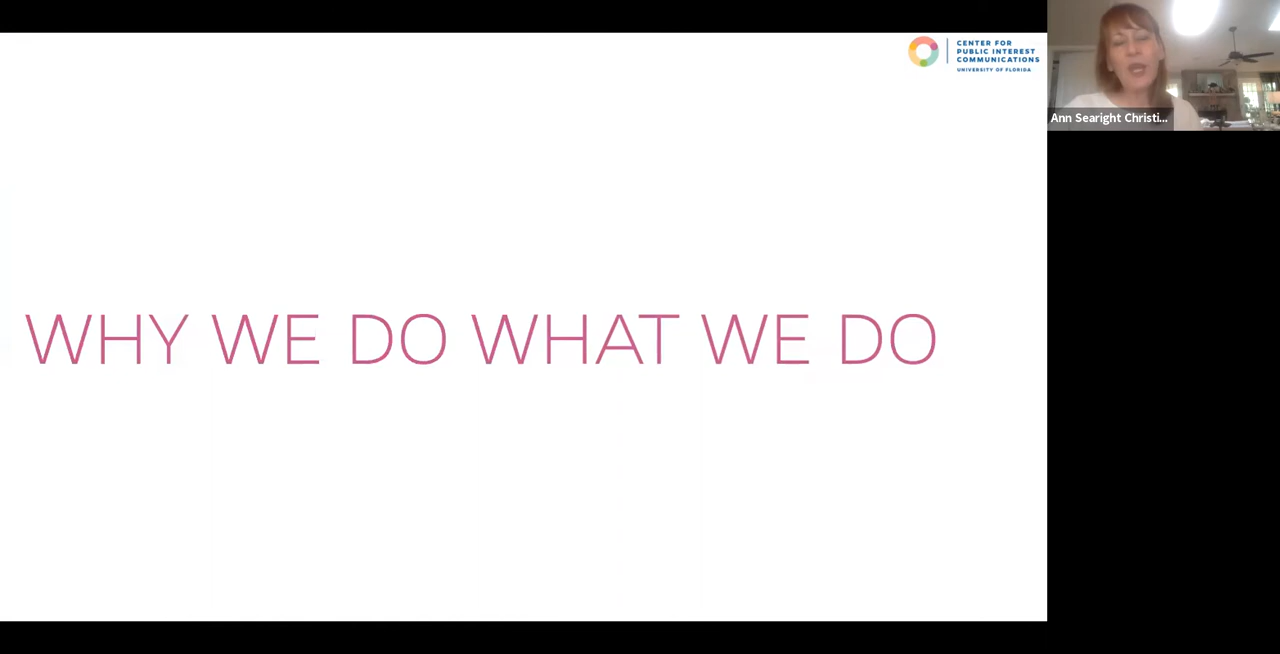 CENTER FOR
PUBLIC INTEREST
COMMUNICATIONS
UNIVERSITY OF FLORIDA
Ann Searight Christi...
WHY WE DO WHAT WE DO